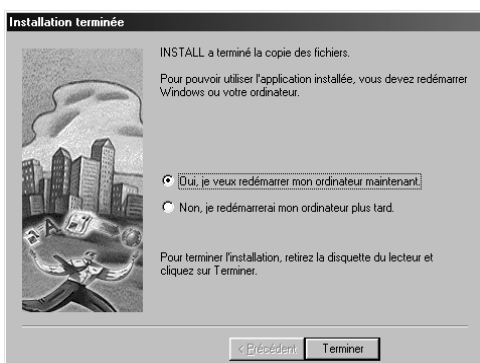 Installation terminée
INSTALL a terminé la copie des fichiers.
Pour pouvoir utiliser l'application installée, vous devez redémarrer
Windows ou votre ordinateur.
Oui, je veux redémarrer mon ordinateur maintenant.
Non, je redémarrerai mon ordinateur plus tard.
Pour terminer l'installation, retirez la disquette du lecteur et
cliquez sur Terminer.
< Précédent Terminer